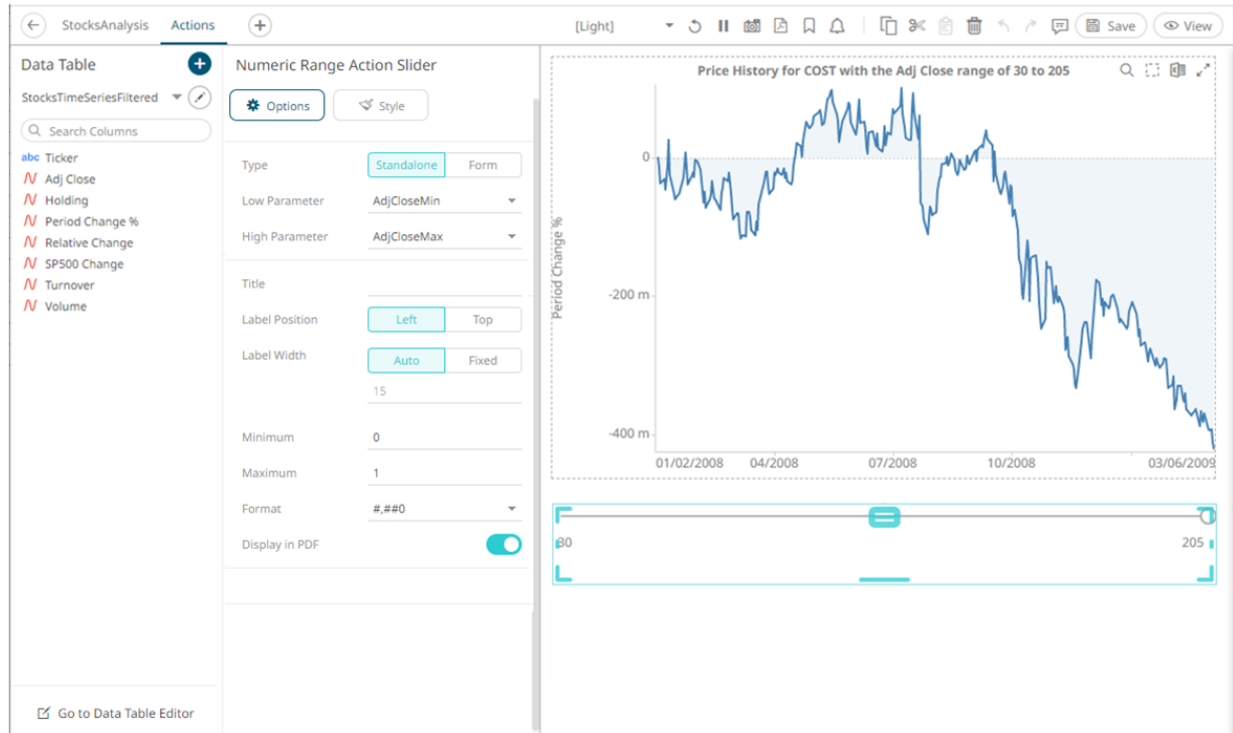 StocksAnalysis Actions [Light] Save View
Data Table
StocksTimeSeriesFiltered
Search Columns
abc Ticker
Adj Close
Holding
Period Change %
Relative Change
SP500 Change
Turnover
Volume
Go to Data Table Editor
Numeric Range Action Slider
Options Style
Type Standalone Form
Low Parameter AdjCloseMin
High Parameter AdjCloseMax
Title
Label Position Left Top
Label Width Auto Fixed
15
Minimum 0
Maximum 1
Format #,##0
Display in PDF
Price History for COST with the Adj Close range of 30 to 205
Period Change %
0
-200 m
-400 m
01/02/2008 04/2008 07/2008 10/2008 03/06/2009
30 205